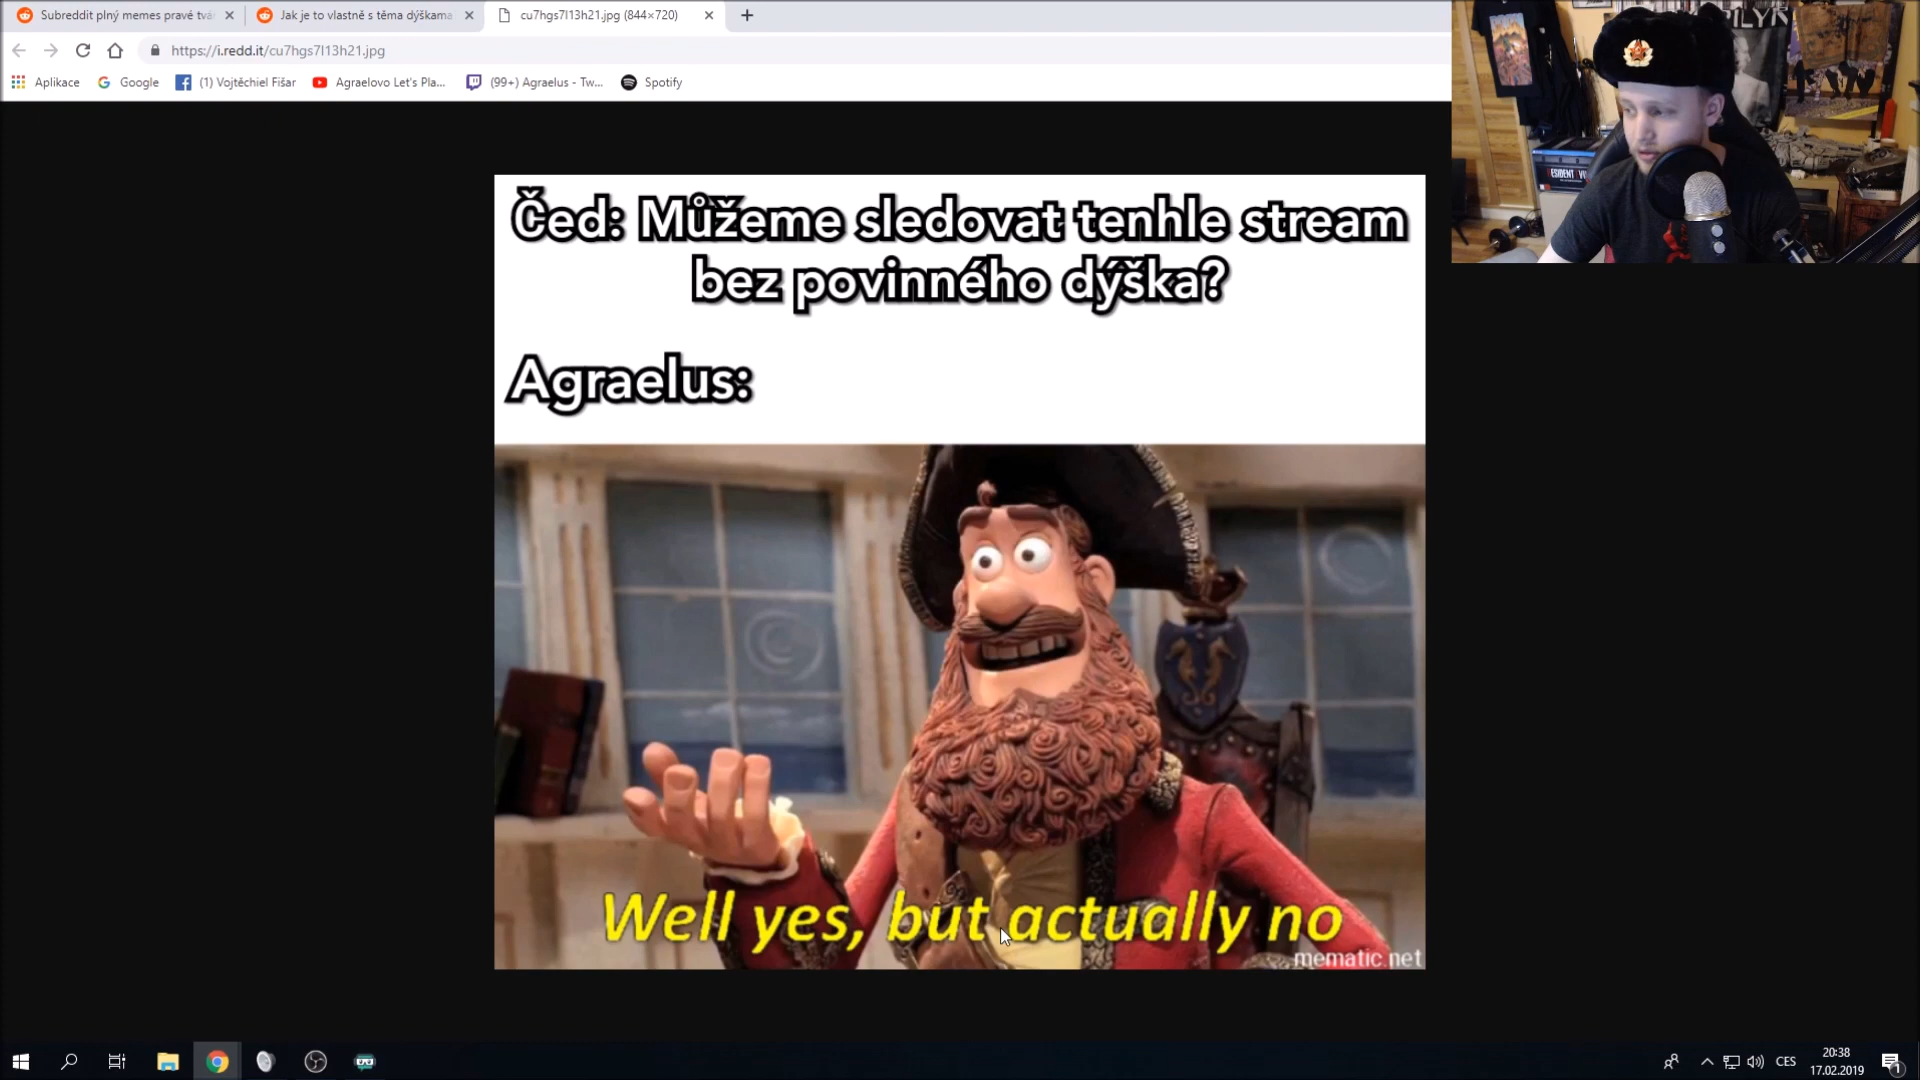 Subreddit plný memes pravé tvá
Jak je to vlastně s těma dýškama
cu7hgs7l13h21.jpg (844×720)
https://i.redd.it/cu7hgs7l13h21.jpg
Aplikace
Google
(1) Vojtěchiel Fišar
Agraelovo Let's Pla...
(99+) Agraelus - Tw...
Spotify
Čed: Můžeme sledovat tenhle stream
bez povinného dýška?
Agraelus:
Well yes, but actually no
mematic.net
CES
20:38
17.02.2019
1